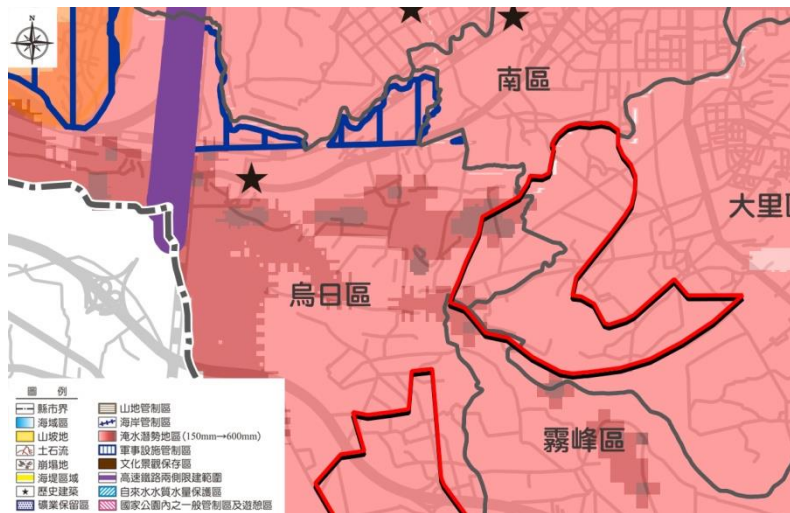 N
南區
大里區
烏日區
霧峰區
圖 例
縣市界
海域區
山坡地
土石流
崩塌地
海堤區域
歷史建築
礦業保留區
山地管制區
海岸管制區
淹水潛勢地區(150mm→600mm)
軍事設施管制區
文化景觀保存區
高速鐵路兩側限建範圍
自來水水質水量保護區
國家公園內之一般管制區及遊憩區